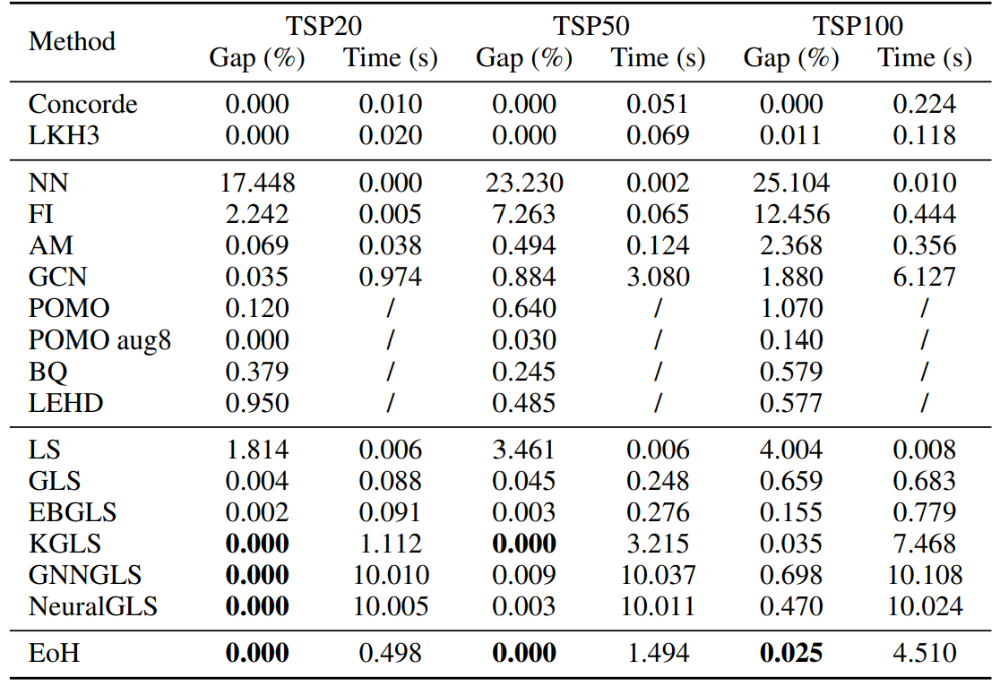 Method TSP20 TSP50 TSP100
Gap (%) Time (s) Gap (%) Time (s) Gap (%) Time (s)
Concorde 0.000 0.010 0.000 0.051 0.000 0.224
LKH3 0.000 0.020 0.000 0.069 0.011 0.118
NN 17.448 0.000 23.230 0.002 25.104 0.010
FI 2.242 0.005 7.263 0.065 12.456 0.444
AM 0.069 0.038 0.494 0.124 2.368 0.356
GCN 0.035 0.974 0.884 3.080 1.880 6.127
POMO 0.120 / 0.640 / 1.070 /
POMO aug8 0.000 / 0.030 / 0.140 /
BQ 0.379 / 0.245 / 0.579 /
LEHD 0.950 / 0.485 / 0.577 /
LS 1.814 0.006 3.461 0.006 4.004 0.008
GLS 0.004 0.088 0.045 0.248 0.659 0.683
EBGLS 0.002 0.091 0.003 0.276 0.155 0.779
KGLS 0.000 1.112 0.000 3.215 0.035 7.468
GNNGLS 0.000 10.010 0.009 10.037 0.698 10.108
NeuralGLS 0.000 10.005 0.003 10.011 0.470 10.024
EoH 0.000 0.498 0.000 1.494 0.025 4.510